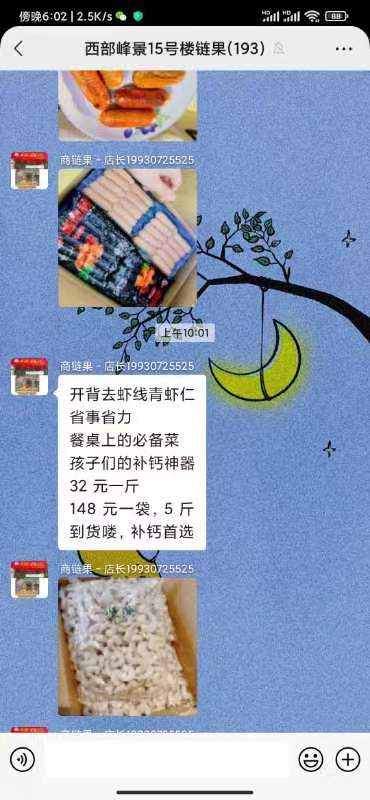 傍晚6:02 | 2.5K/s
HD HD 88
西部峰景15号楼链果(193)
商链果-店长19930725525
上午10:01
商链果-店长19930725525
开背去虾线青虾仁
省事省力
餐桌上的必备菜
孩子们的补钙神器
32 元一斤
148 元一袋, 5 斤
到货喽, 补钙首选
商链果-店长19930725525